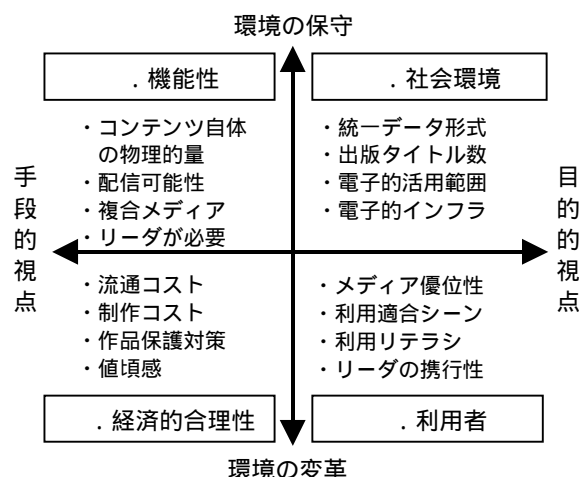 環境の保守
．機能性
．社会環境
・コンテンツ自体
の物理的量
・配信可能性
・複合メディア
・リーダが必要
・統一データ形式
・出版タイトル数
・電子的活用範囲
・電子的インフラ
手段的視点
目的的視点
・流通コスト
・制作コスト
・作品保護対策
・値頃感
・メディア優位性
・利用適合シーン
・利用リテラシ
・リーダの携行性
．経済的合理性
．利用者
環境の変革